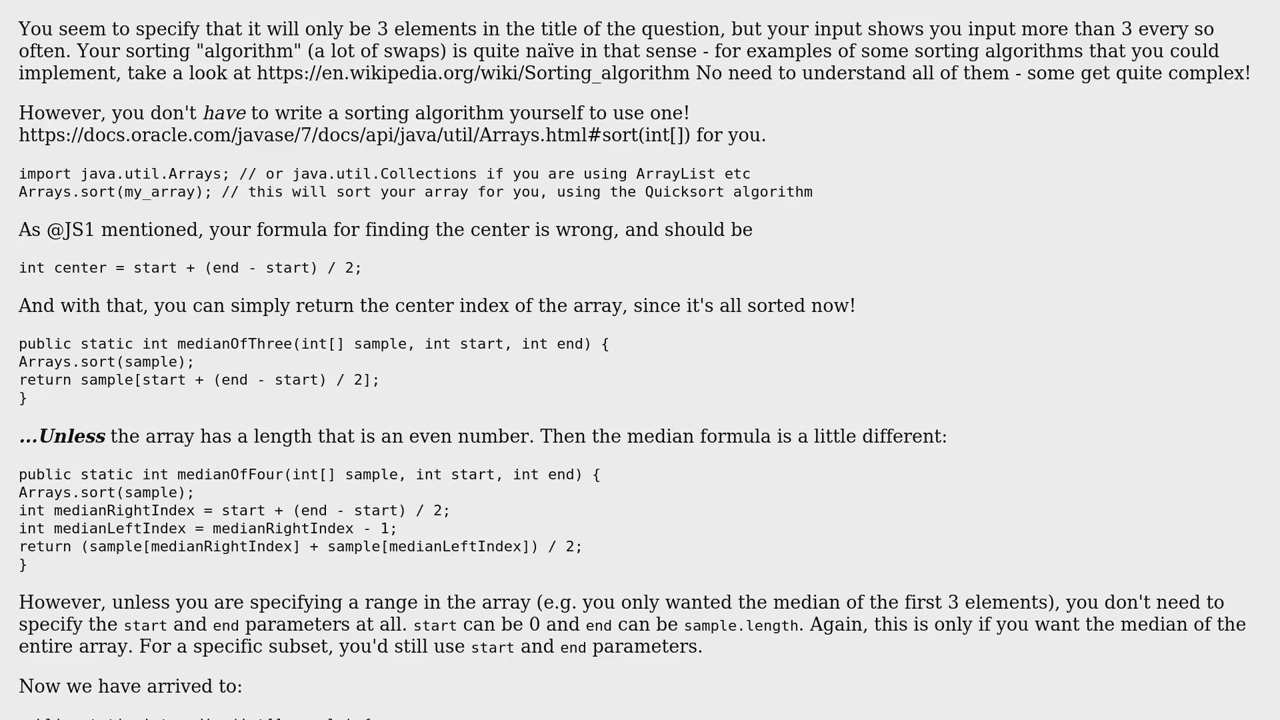 You seem to specify that it will only be 3 elements in the title of the question, but your input shows you input more than 3 every so
often. Your sorting "algorithm" (a lot of swaps) is quite naïve in that sense - for examples of some sorting algorithms that you could
implement, take a look at https://en.wikipedia.org/wiki/Sorting_algorithm No need to understand all of them - some get quite complex!
However, you don't have to write a sorting algorithm yourself to use one!
https://docs.oracle.com/javase/7/docs/api/java/util/Arrays.html#sort(int[]) for you.
import java.util.Arrays; // or java.util.Collections if you are using ArrayList etc
Arrays.sort(my_array); // this will sort your array for you, using the Quicksort algorithm
As @JS1 mentioned, your formula for finding the center is wrong, and should be
int center = start + (end - start) / 2;
And with that, you can simply return the center index of the array, since it's all sorted now!
public static int medianOfThree(int[] sample, int start, int end) {
Arrays.sort(sample);
return sample[start + (end - start) / 2];
}
...Unless the array has a length that is an even number. Then the median formula is a little different:
public static int medianOfFour(int[] sample, int start, int end) {
Arrays.sort(sample);
int medianRightIndex = start + (end - start) / 2;
int medianLeftIndex = medianRightIndex - 1;
return (sample[medianRightIndex] + sample[medianLeftIndex]) / 2;
}
However, unless you are specifying a range in the array (e.g. you only wanted the median of the first 3 elements), you don't need to
specify the start and end parameters at all. start can be 0 and end can be sample.length. Again, this is only if you want the median of the
entire array. For a specific subset, you'd still use start and end parameters.
Now we have arrived to: